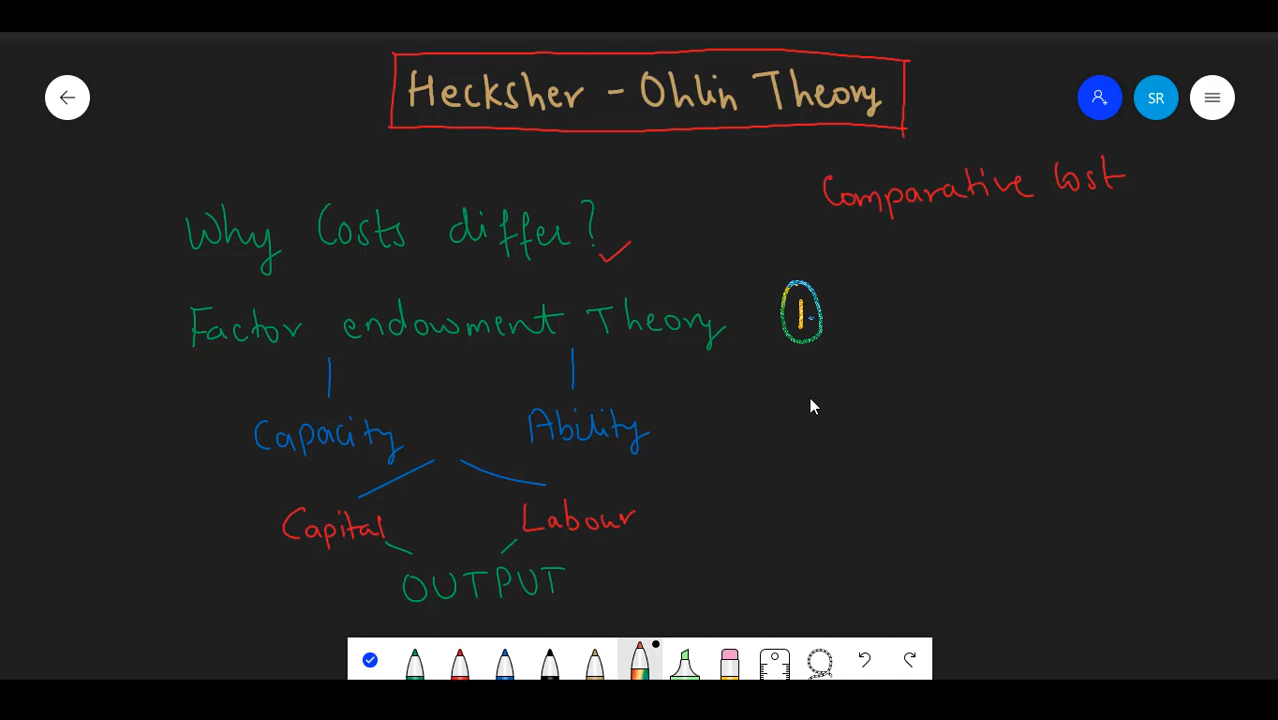 Hecksher - Ohlin Theory
SR
Comparative Cost
Why Costs differ?
Factor endowment Theory
1
Capacity Ability
Capital Labour
OUTPUT